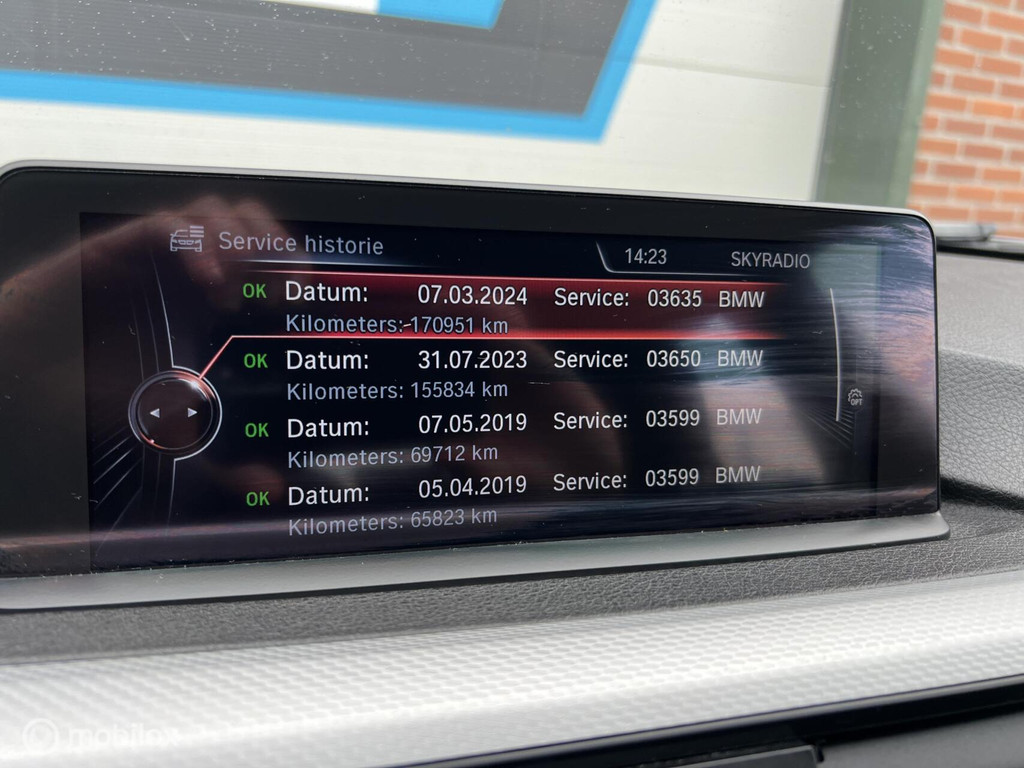 Service historie 14:23 SKYRADIO
OK Datum: 07.03.2024 Service: 03635 BMW
Kilometers: 170951 km
OK Datum: 31.07.2023 Service: 03650 BMW
Kilometers: 155834 km
OPT
OK Datum: 07.05.2019 Service: 03599 BMW
Kilometers: 69712 km
OK Datum: 05.04.2019 Service: 03599 BMW
Kilometers: 65823 km
mobilox